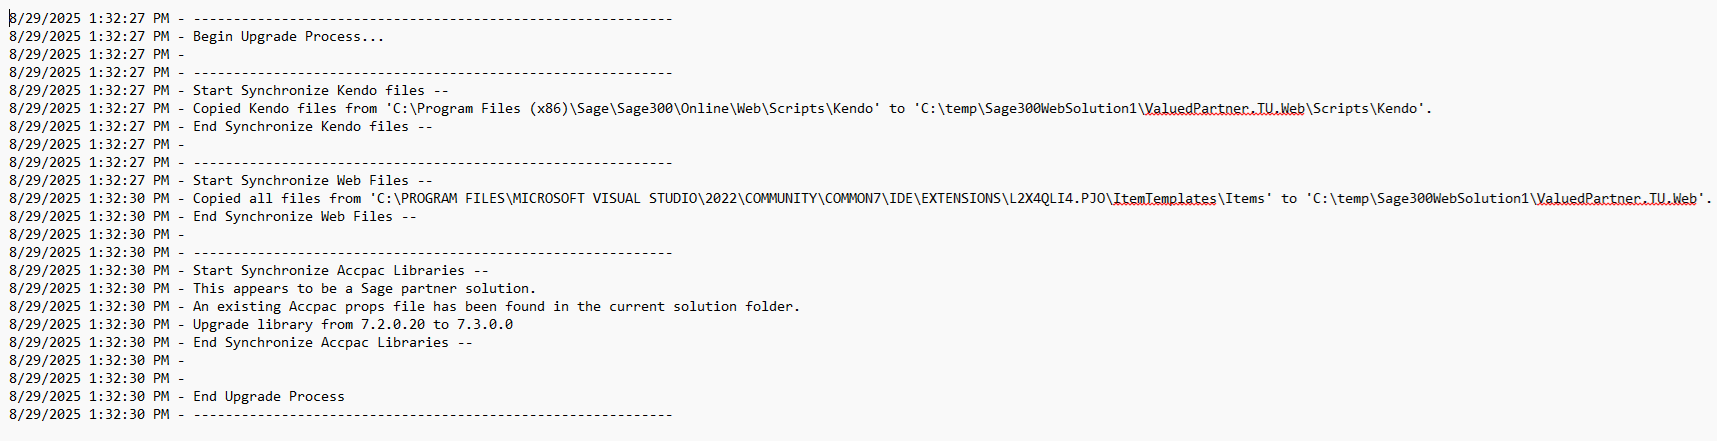 8/29/2025 1:32:27 PM - ------------------------------------------------------------
8/29/2025 1:32:27 PM - Begin Upgrade Process...
8/29/2025 1:32:27 PM -
8/29/2025 1:32:27 PM - ------------------------------------------------------------
8/29/2025 1:32:27 PM - Start Synchronize Kendo files --
8/29/2025 1:32:27 PM - Copied Kendo files from 'C:\Program Files (x86)\Sage\Sage300\Online\Web\Scripts\Kendo' to 'C:\temp\Sage300WebSolution1\ValuedPartner.TU.Web\Scripts\Kendo'.
8/29/2025 1:32:27 PM - End Synchronize Kendo files --
8/29/2025 1:32:27 PM -
8/29/2025 1:32:27 PM - ------------------------------------------------------------
8/29/2025 1:32:27 PM - Start Synchronize Web Files --
8/29/2025 1:32:30 PM - Copied all files from 'C:\PROGRAM FILES\MICROSOFT VISUAL STUDIO\2022\COMMUNITY\COMMON7\IDE\EXTENSIONS\L2X4QLI4.PJO\ItemTemplates\Items' to 'C:\temp\Sage300WebSolution1\ValuedPartner.TU.Web'.
8/29/2025 1:32:30 PM - End Synchronize Web Files --
8/29/2025 1:32:30 PM -
8/29/2025 1:32:30 PM - ------------------------------------------------------------
8/29/2025 1:32:30 PM - Start Synchronize Accpac Libraries --
8/29/2025 1:32:30 PM - This appears to be a Sage partner solution.
8/29/2025 1:32:30 PM - An existing Accpac props file has been found in the current solution folder.
8/29/2025 1:32:30 PM - Upgrade library from 7.2.0.20 to 7.3.0.0
8/29/2025 1:32:30 PM - End Synchronize Accpac Libraries --
8/29/2025 1:32:30 PM -
8/29/2025 1:32:30 PM -
8/29/2025 1:32:30 PM - End Upgrade Process
8/29/2025 1:32:30 PM - ------------------------------------------------------------